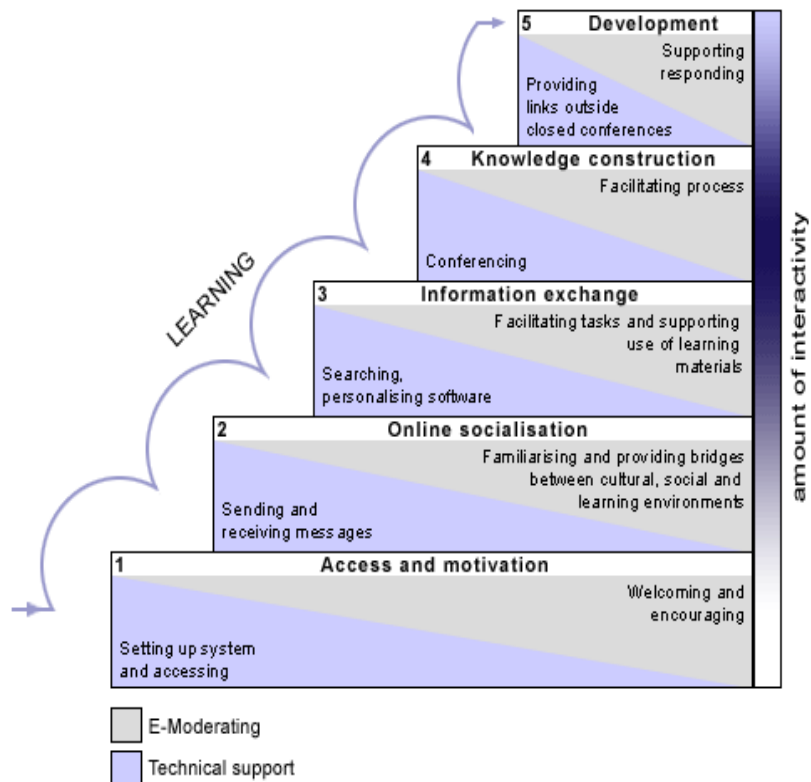 5 Development
Supporting
responding
Providing
links outside
closed conferences
4 Knowledge construction
Facilitating process
Conferencing
3 Information exchange
Facilitating tasks and supporting
use of learning
materials
Searching,
personalising software
2 Online socialisation
Familiarising and providing bridges
between cultural, social and
learning environments
Sending and
receiving messages
1 Access and motivation
Welcoming and
encouraging
Setting up system
and accessing
LEARNING
amount of interactivity
E-Moderating
Technical support